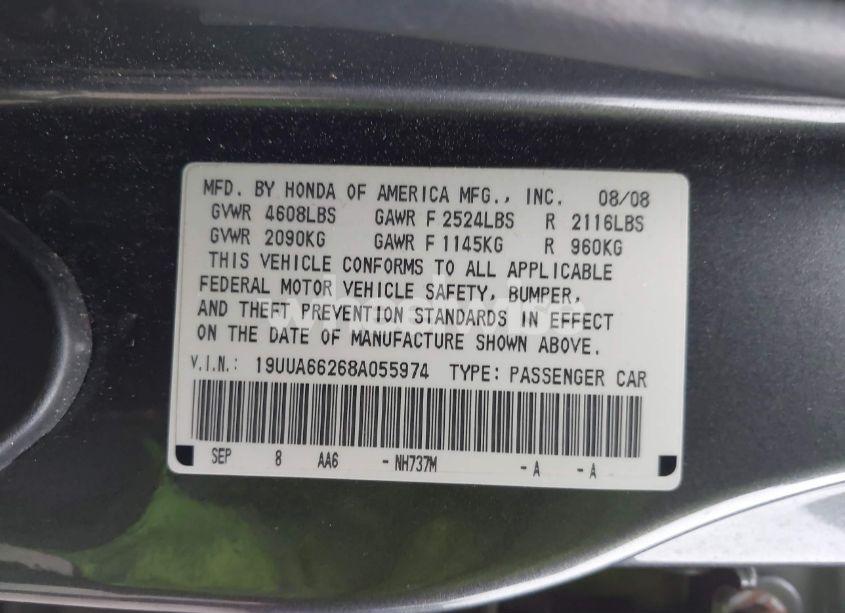 MFD. BY HONDA OF AMERICA MFG., INC. 08/08
GVWR 4608LBS GAWR F 2524LBS R 2116LBS
GVWR 2090KG GAWR F 1145KG R 960KG
THIS VEHICLE CONFORMS TO ALL APPLICABLE
FEDERAL MOTOR VEHICLE SAFETY, BUMPER,
AND THEFT PREVENTION STANDARDS IN EFFECT
ON THE DATE OF MANUFACTURE SHOWN ABOVE.
V.I.N.: 19UUA66268A055974 TYPE: PASSENGER CAR
SEP 8 AA6 - NH737M - A - A